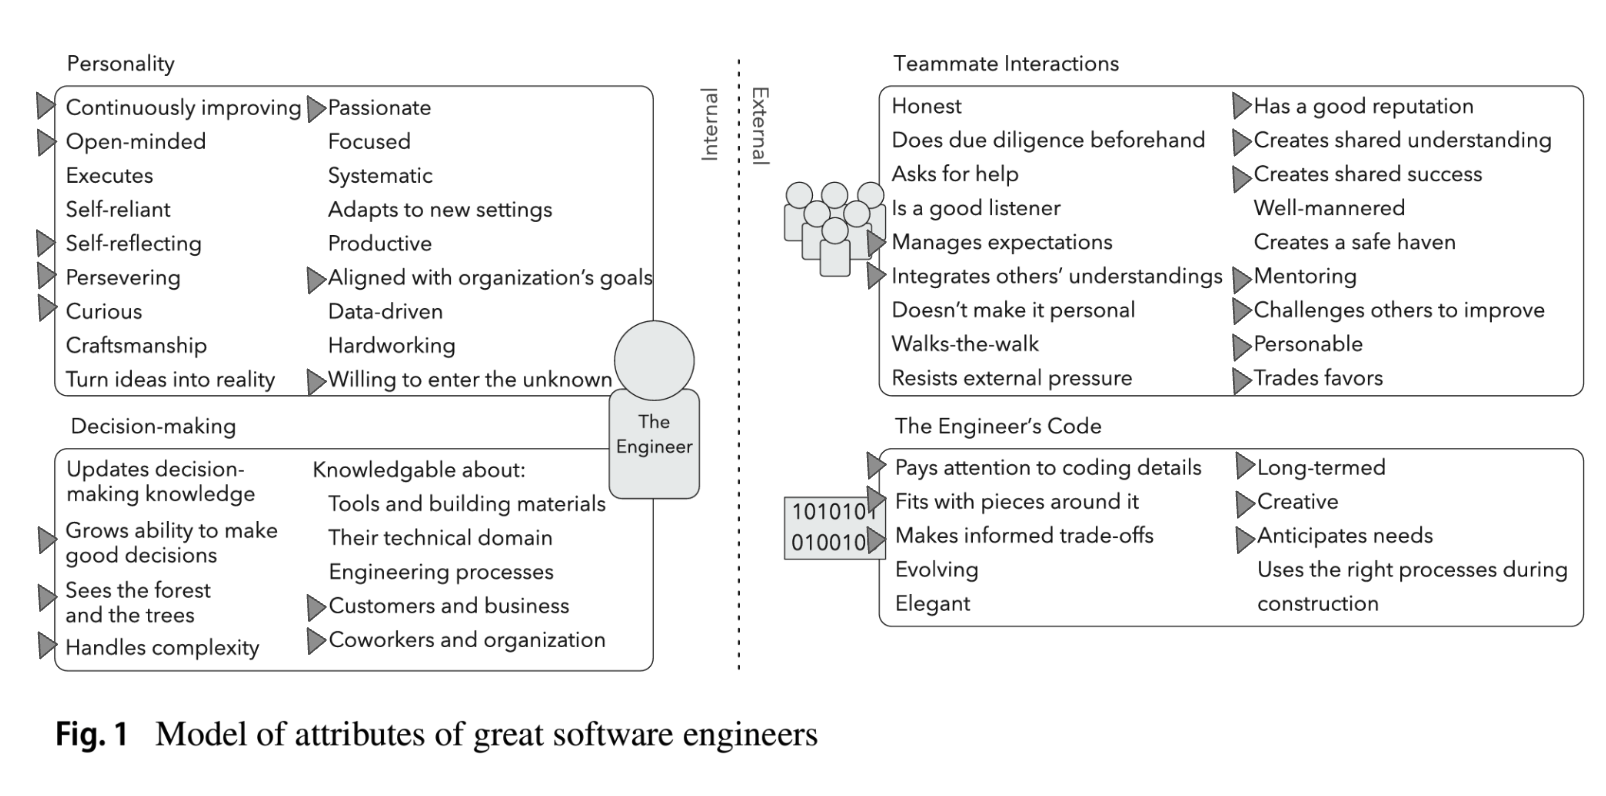 Personality
Continuously improving
Open-minded
Executes
Self-reliant
Self-reflecting
Persevering
Curious
Craftsmanship
Turn ideas into reality
Passionate
Focused
Systematic
Adapts to new settings
Productive
Aligned with organization's goals
Data-driven
Hardworking
Willing to enter the unknown
Decision-making
Updates decision-
making knowledge
Grows ability to make
good decisions
Sees the forest
and the trees
Handles complexity
Knowledgable about:
Tools and building materials
Their technical domain
Engineering processes
Customers and business
Coworkers and organization
The
Engineer
Internal
External
Teammate Interactions
Honest
Does due diligence beforehand
Asks for help
Is a good listener
Manages expectations
Integrates others' understandings
Doesn't make it personal
Walks-the-walk
Resists external pressure
Has a good reputation
Creates shared understanding
Creates shared success
Well-mannered
Creates a safe haven
Mentoring
Challenges others to improve
Personable
Trades favors
The Engineer's Code
1010101
010010
Pays attention to coding details
Fits with pieces around it
Makes informed trade-offs
Evolving
Elegant
Long-termed
Creative
Anticipates needs
Uses the right processes during
construction
Fig. 1 Model of attributes of great software engineers